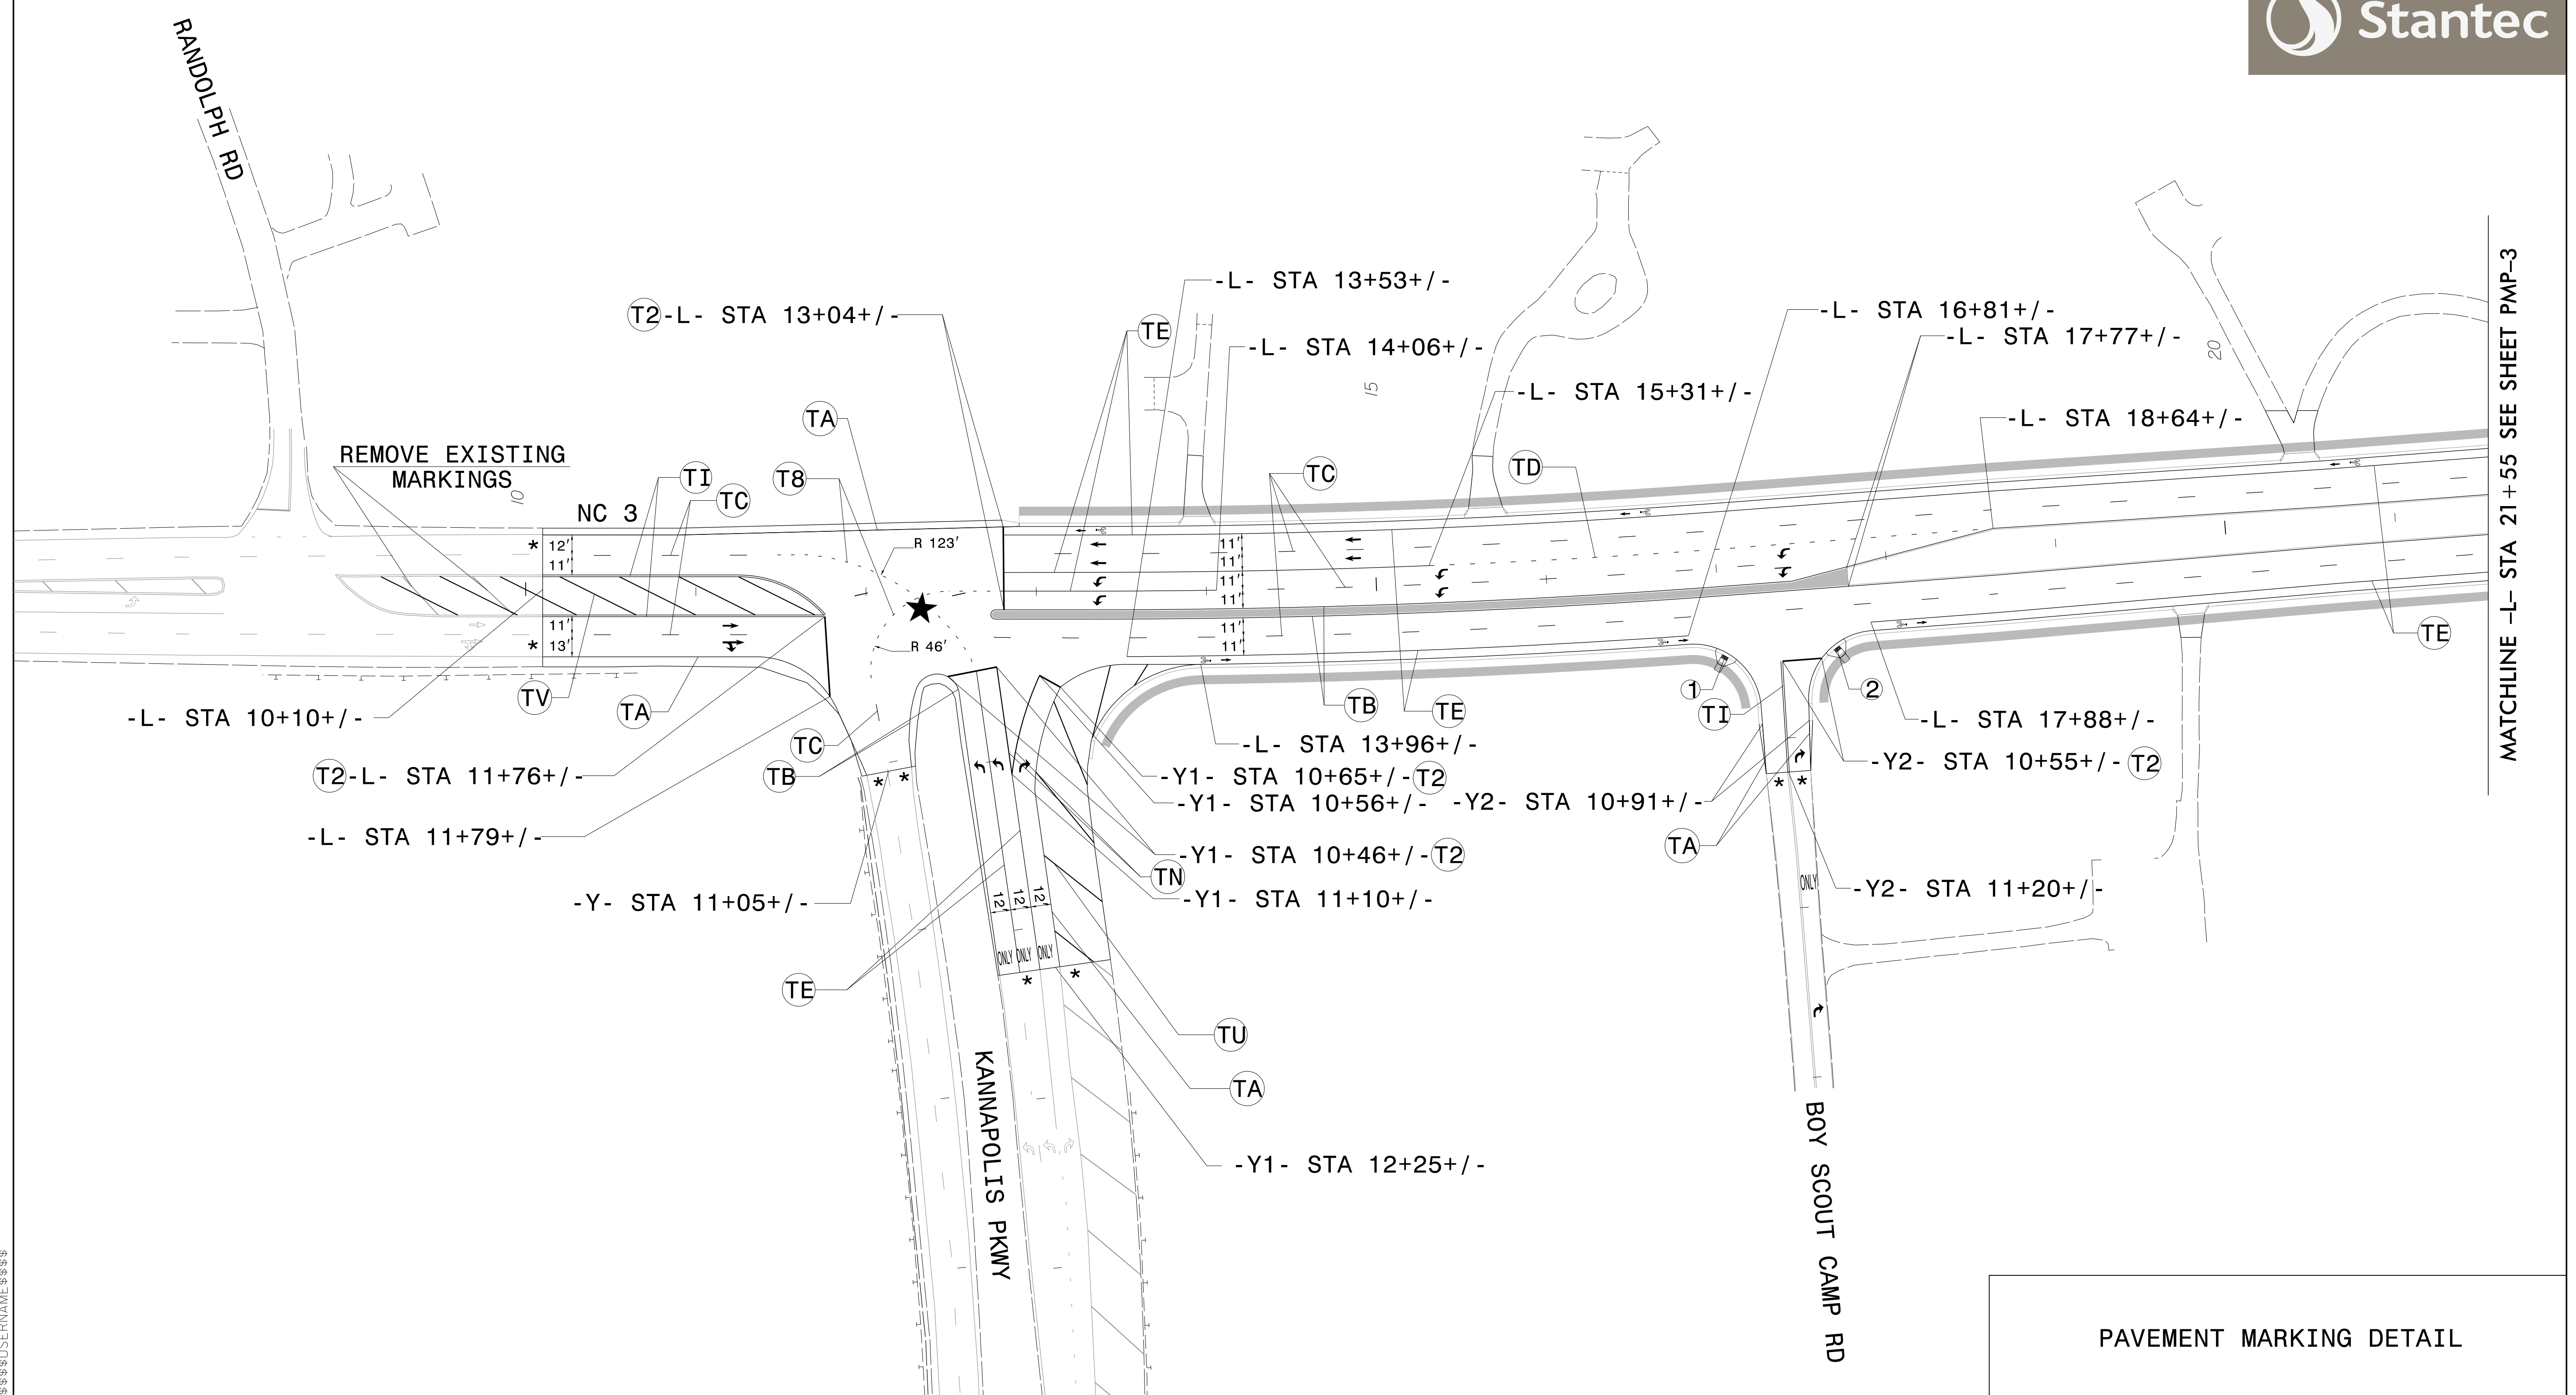 Stantec
RANDOLPH RD
-L- STA 13+53+/-
T2 -L- STA 13+04+/-
TE
-L- STA 14+06+/-
-L- STA 16+81+/-
-L- STA 17+77+/-
20
MATCHLINE -L- STA 21+55 SEE SHEET PMP-3
15
-L- STA 15+31+/-
TA
-L- STA 18+64+/-
REMOVE EXISTING
MARKINGS
10
TI
T8
TC
TC
TD
NC 3
* 12'
11'
R 123'
11'
11'
11'
11'
11'
* 13'
R 46'
11'
11'
TE
TV
TA
TB
TE
1
TI
2
-L- STA 10+10+/-
-L- STA 17+88+/-
TC
-L- STA 13+96+/-
-Y2- STA 10+55+/- T2
T2 -L- STA 11+76+/-
TB
* *
-Y1- STA 10+65+/- T2
* *
-Y1- STA 10+56+/-
-Y2- STA 10+91+/-
-L- STA 11+79+/-
TA
-Y1- STA 10+46+/- T2
TN
-Y- STA 11+05+/-
12'
12'
12'
-Y1- STA 11+10+/-
ONLY
-Y2- STA 11+20+/-
ONLY
ONLY
ONLY
* *
TE
TU
TA
KANNAPOLIS PKWY
-Y1- STA 12+25+/-
BOY SCOUT CAMP RD
PAVEMENT MARKING DETAIL
$$$$$USERNAME$$$$